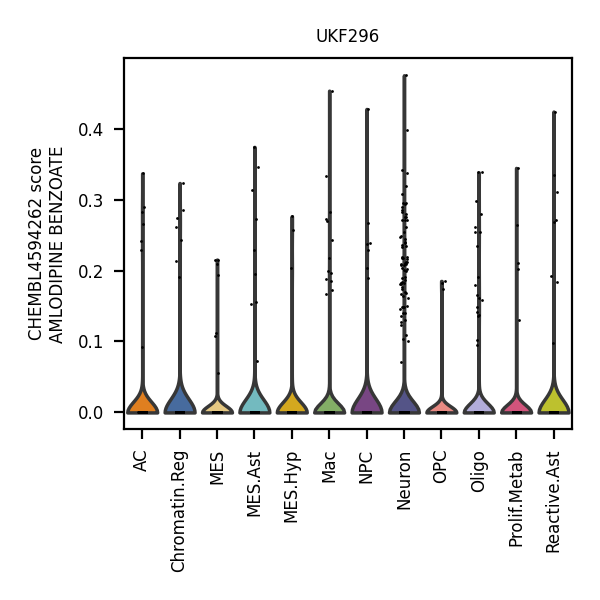 UKF296
CHEMBL4594262 score
AMLODIPINE BENZOATE
0.4
0.3
0.2
0.1
0.0
AC
Chromatin.Reg
MES
MES.Ast
MES.Hyp
Mac
NPC
Neuron
OPC
Oligo
Prolif.Metab
Reactive.Ast